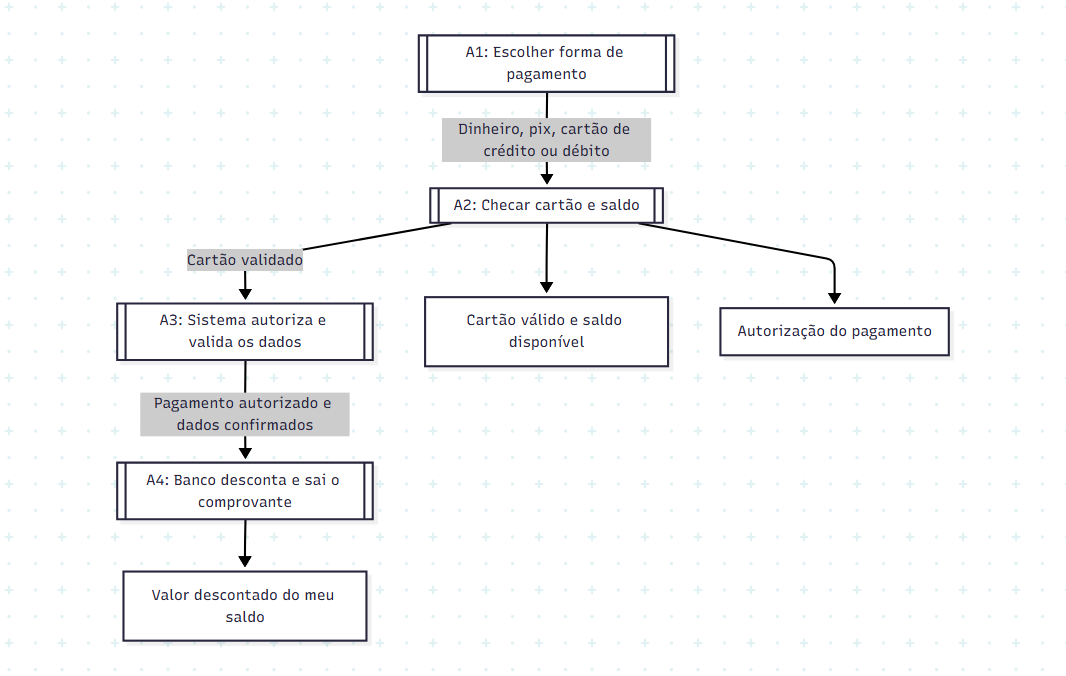 A1: Escolher forma de
pagamento
Dinheiro, pix, cartão de
crédito ou débito
A2: Checar cartão e saldo
Cartão validado
A3: Sistema autoriza e
valida os dados
Cartão válido e saldo
disponível
Autorização do pagamento
Pagamento autorizado e
dados confirmados
A4: Banco desconta e sai o
comprovante
Valor descontado do meu
saldo